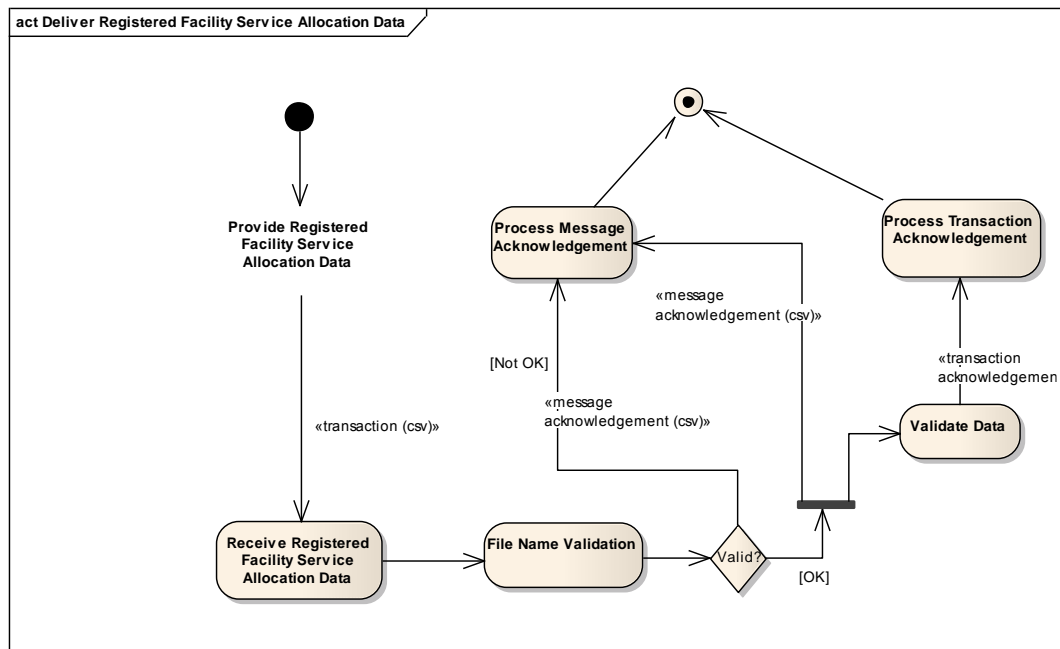 act Deliver Registered Facility Service Allocation Data
Provide Registered
Facility Service
Allocation Data
Process Message
Acknowledgement
Process Transaction
Acknowledgement
«message
acknowledgement (csv)»
[Not OK]
«transaction
acknowledgemen
«message
acknowledgement (csv)»
«transaction (csv)»
Validate Data
Receive Registered
Facility Service
Allocation Data
File Name Validation
Valid?
[OK]